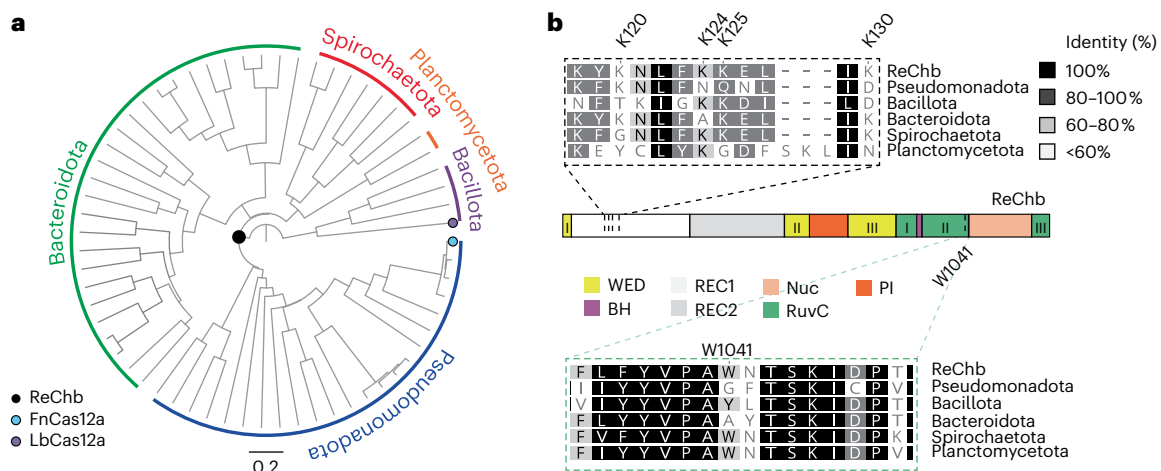 a
Bacteroidota
Spirochaetota
Planctomycetota
Bacillota
Pseudomonadota
ReChb
FnCas12a
LbCas12a
0.2
b
K120
K124
K125
K130
K Y K N L F K K E L - - - I K ReChb
K F K N L F N Q N L - - - I D Pseudomonadota
N F T K I G K K D I - - - L D Bacillota
K Y K N L F A K E L - - - I K Bacteroidota
K F G N L F K K E L - - - I K Spirochaetota
K E Y C L Y K G D F S K L I N Planctomycetota
Identity (%)
100%
80–100%
60–80%
<60%
ReChb
I II III I II III
W1041
WED REC1 Nuc PI
BH REC2 RuvC
W1041
F L F Y V P A W N T S K I D P T ReChb
I I Y Y V P A G F T S K I C P V Pseudomonadota
V I Y Y V P A Y L T S K I D P T Bacillota
F L Y Y V P A A Y T S K I D P T Bacteroidota
F V F Y V P A W N T S K I D P K Spirochaetota
F I Y Y V P A W N T S K I D P V Planctomycetota